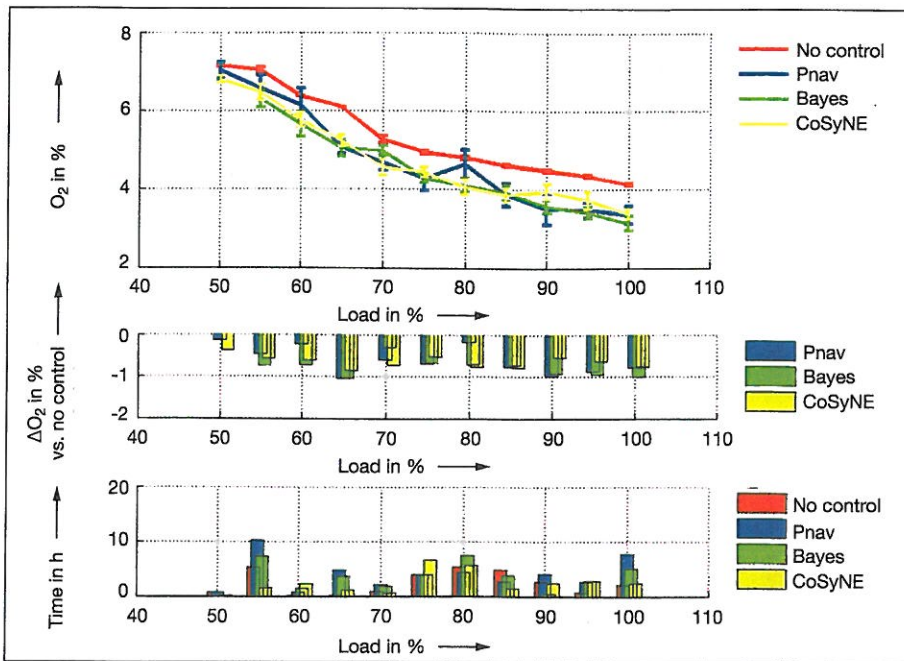 8
6
4
2
O₂ in %
40 50 60 70 80 90 100 110
Load in %
No control
Pnav
Bayes
CoSyNE
0
-1
-2
ΔO₂ in %
vs. no control
40 50 60 70 80 90 100 110
Load in %
Pnav
Bayes
CoSyNE
20
10
0
Time in h
40 50 60 70 80 90 100 110
Load in %
No control
Pnav
Bayes
CoSyNE